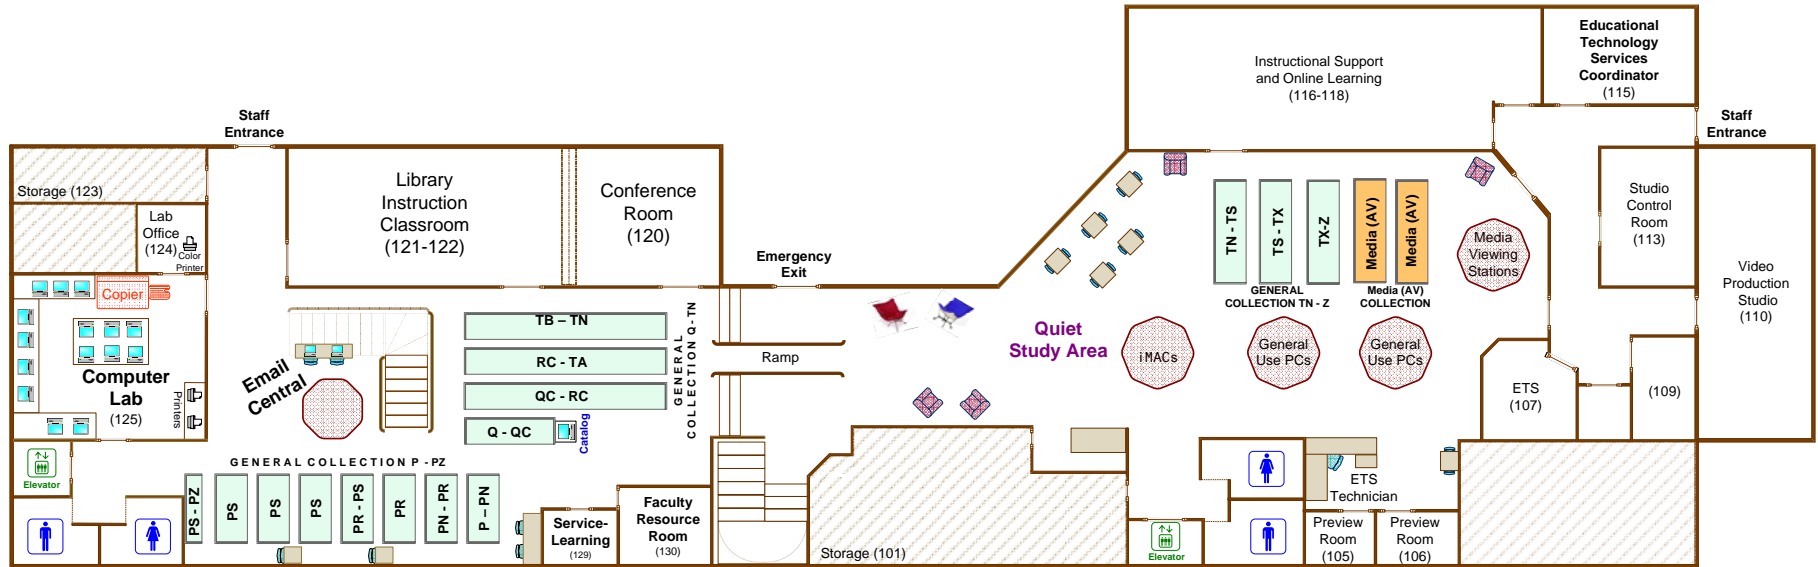 Educational
Technology
Services
Coordinator
(115)
Instructional Support
and Online Learning
(116-118)
Staff
Entrance
Staff
Entrance
Storage (123)
Lab
Office
(124)
Color
Printer
Library
Instruction
Classroom
(121-122)
Conference
Room
(120)
Emergency
Exit
TN - TS
TS - TX
TX-Z
Media (AV)
Media (AV)
GENERAL
COLLECTION TN - Z
Media (AV)
COLLECTION
Media
Viewing
Stations
Studio
Control
Room
(113)
Video
Production
Studio
(110)
Copier
Computer
Lab
(125)
Printers
Email
Central
TB – TN
RC - TA
QC - RC
Q - QC
Catalog
GENERAL
COLLECTION Q-TN
Ramp
Quiet
Study Area
iMACs
General
Use PCs
General
Use PCs
ETS
(107)
(109)
Elevator
GENERAL COLLECTION P - PZ
PS - PZ
PS
PS
PS
PR - PS
PR
PN - PR
P – PN
Service-
Learning
(129)
Faculty
Resource
Room
(130)
Storage (101)
Elevator
ETS
Technician
Preview
Room
(105)
Preview
Room
(106)